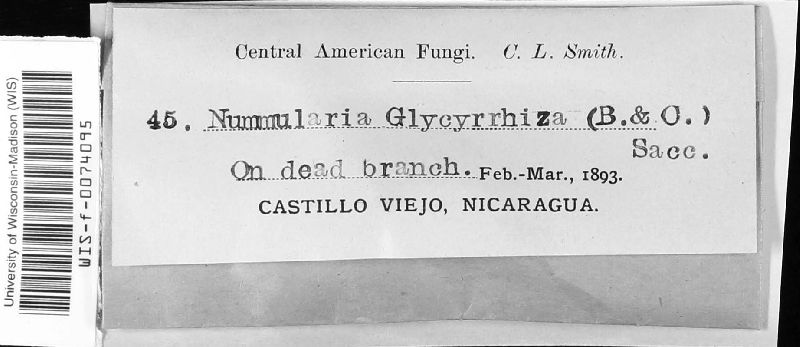 Central American Fungi. C. L. Smith.
45. Nummularia Glycyrrhiza (B.& C.)
Sacc.
On dead branch. Feb.-Mar., 1893.
CASTILLO VIEJO, NICARAGUA.
University of Wisconsin-Madison (WIS)
WIS-f-0074095